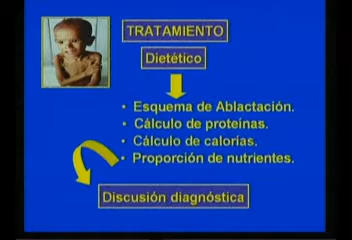 TRATAMIENTO
Dietético
• Esquema de Ablactación.
• Cálculo de proteínas.
• Cálculo de calorías.
• Proporción de nutrientes.
Discusión diagnóstica